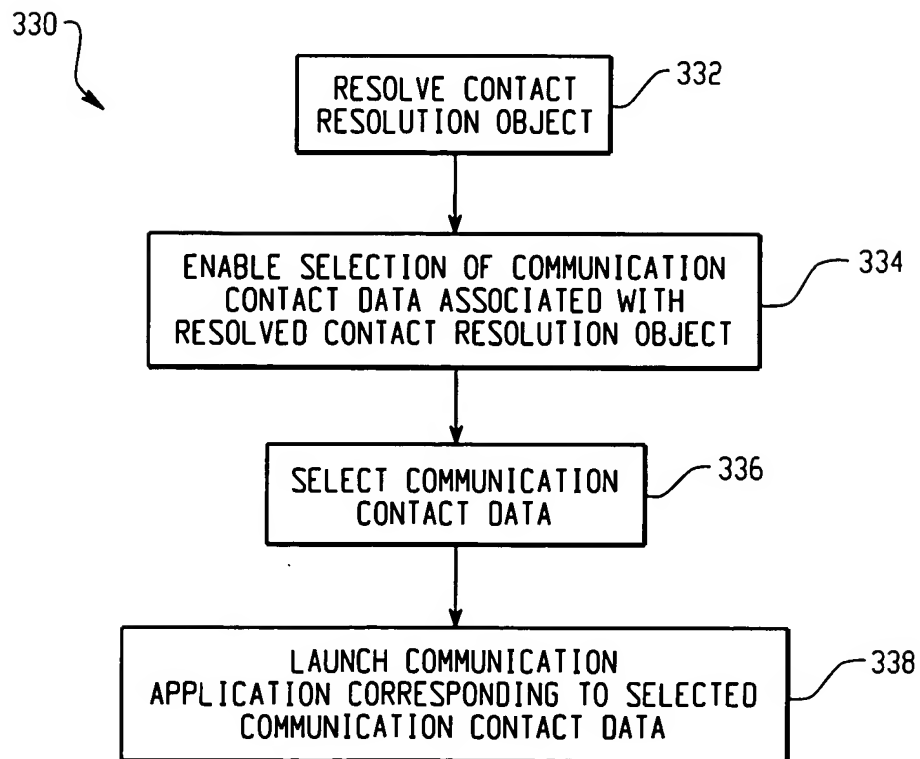 330
RESOLVE CONTACT
RESOLUTION OBJECT
332
ENABLE SELECTION OF COMMUNICATION
CONTACT DATA ASSOCIATED WITH
RESOLVED CONTACT RESOLUTION OBJECT
334
SELECT COMMUNICATION
CONTACT DATA
336
LAUNCH COMMUNICATION
APPLICATION CORRESPONDING TO SELECTED
COMMUNICATION CONTACT DATA
338